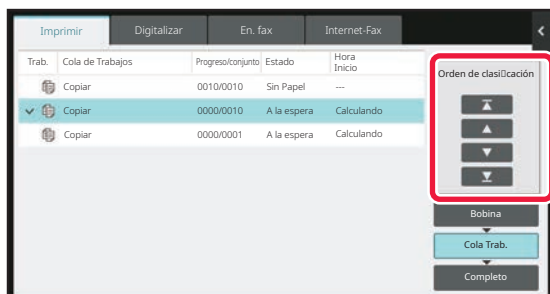 Imprimir Digitalizar En. fax Internet-Fax
Trab. Cola de Trabajos Progreso/conjunto Estado Hora Inicio
Copiar 0010/0010 Sin Papel ---
Copiar 0000/0010 A la espera Calculando
Copiar 0000/0001 A la espera Calculando
Orden de clasi▯cación
Bobina
Cola Trab.
Completo